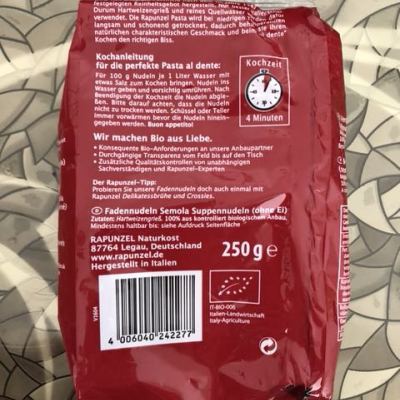 festgelegten Reinheitsgebot hergestellt. Nur
Durum Hartweizengrieß und reines Quellwasser
verwendet. Die Rapunzel Pasta wird bei niedrigen
langsam und schonend getrocknet, dadurch behält
natürlichen charakteristischen Geschmack und beim
Kochen den richtigen Biss.
Kochanleitung
für die perfekte Pasta al dente:
Für 100 g Nudeln je 1 Liter Wasser mit
etwas Salz zum Kochen bringen. Nudeln ins
Wasser geben und vorsichtig umrühren. Nach
Beendigung der Kochzeit die Nudeln abgie-
ßen. Bitte darauf achten, dass die Nudeln
nicht zu trocken werden. Schüssel oder Teller
immer vorwärmen bevor die Nudeln hinein-
gegeben werden. Buon appetito!
Kochzeit
4 Minuten
Wir machen Bio aus Liebe.
• Konsequente Bio-Anforderungen an unsere Anbaupartner
• Durchgängige Transparenz vom Feld bis auf den Tisch
• Zusätzliche Qualitätskontrollen von unabhängigen
Sachverständigen und Rapunzel-Experten
Der Rapunzel-Tipp:
Probieren Sie unsere Fadennudeln doch auch einmal mit
Rapunzel Delikatessbrühe und Crossies.
Fadennudeln Semola Suppennudeln (ohne Ei)
Zutaten: Hartweizengrieß. 100% aus kontrolliert biologischem Anbau.
Mindestens haltbar bis: siehe Aufdruck Seitenfläche
RAPUNZEL Naturkost
87764 Legau, Deutschland
www.rapunzel.de
Hergestellt in Italien
250 g e
IT-BIO-006
Italien-Landwirtschaft
Italy-Agriculture
4 006040 242277